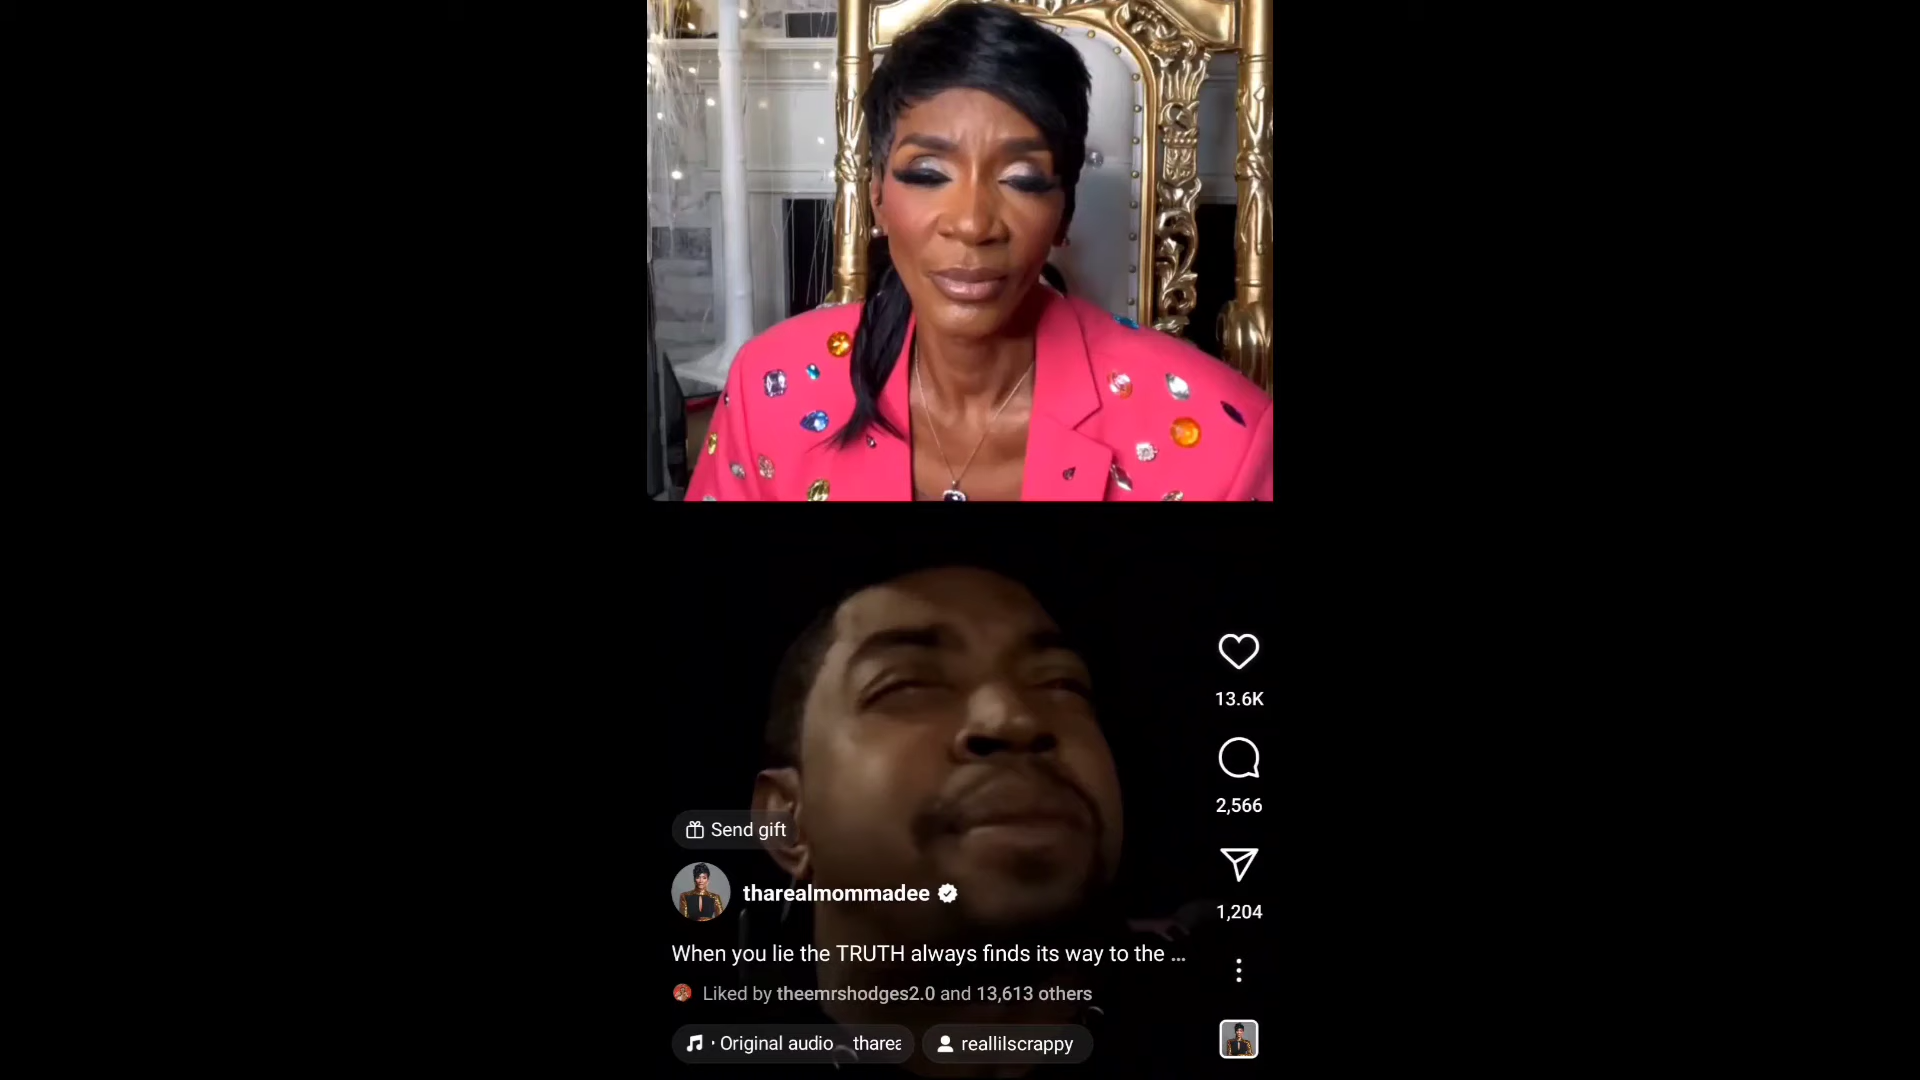 13.6K
2,566
Send gift
tharealmommadee
1,204
When you lie the TRUTH always finds its way to the ...
Liked by theemrshodges2.0 and 13,613 others
· Original audio tharea
reallilscrappy